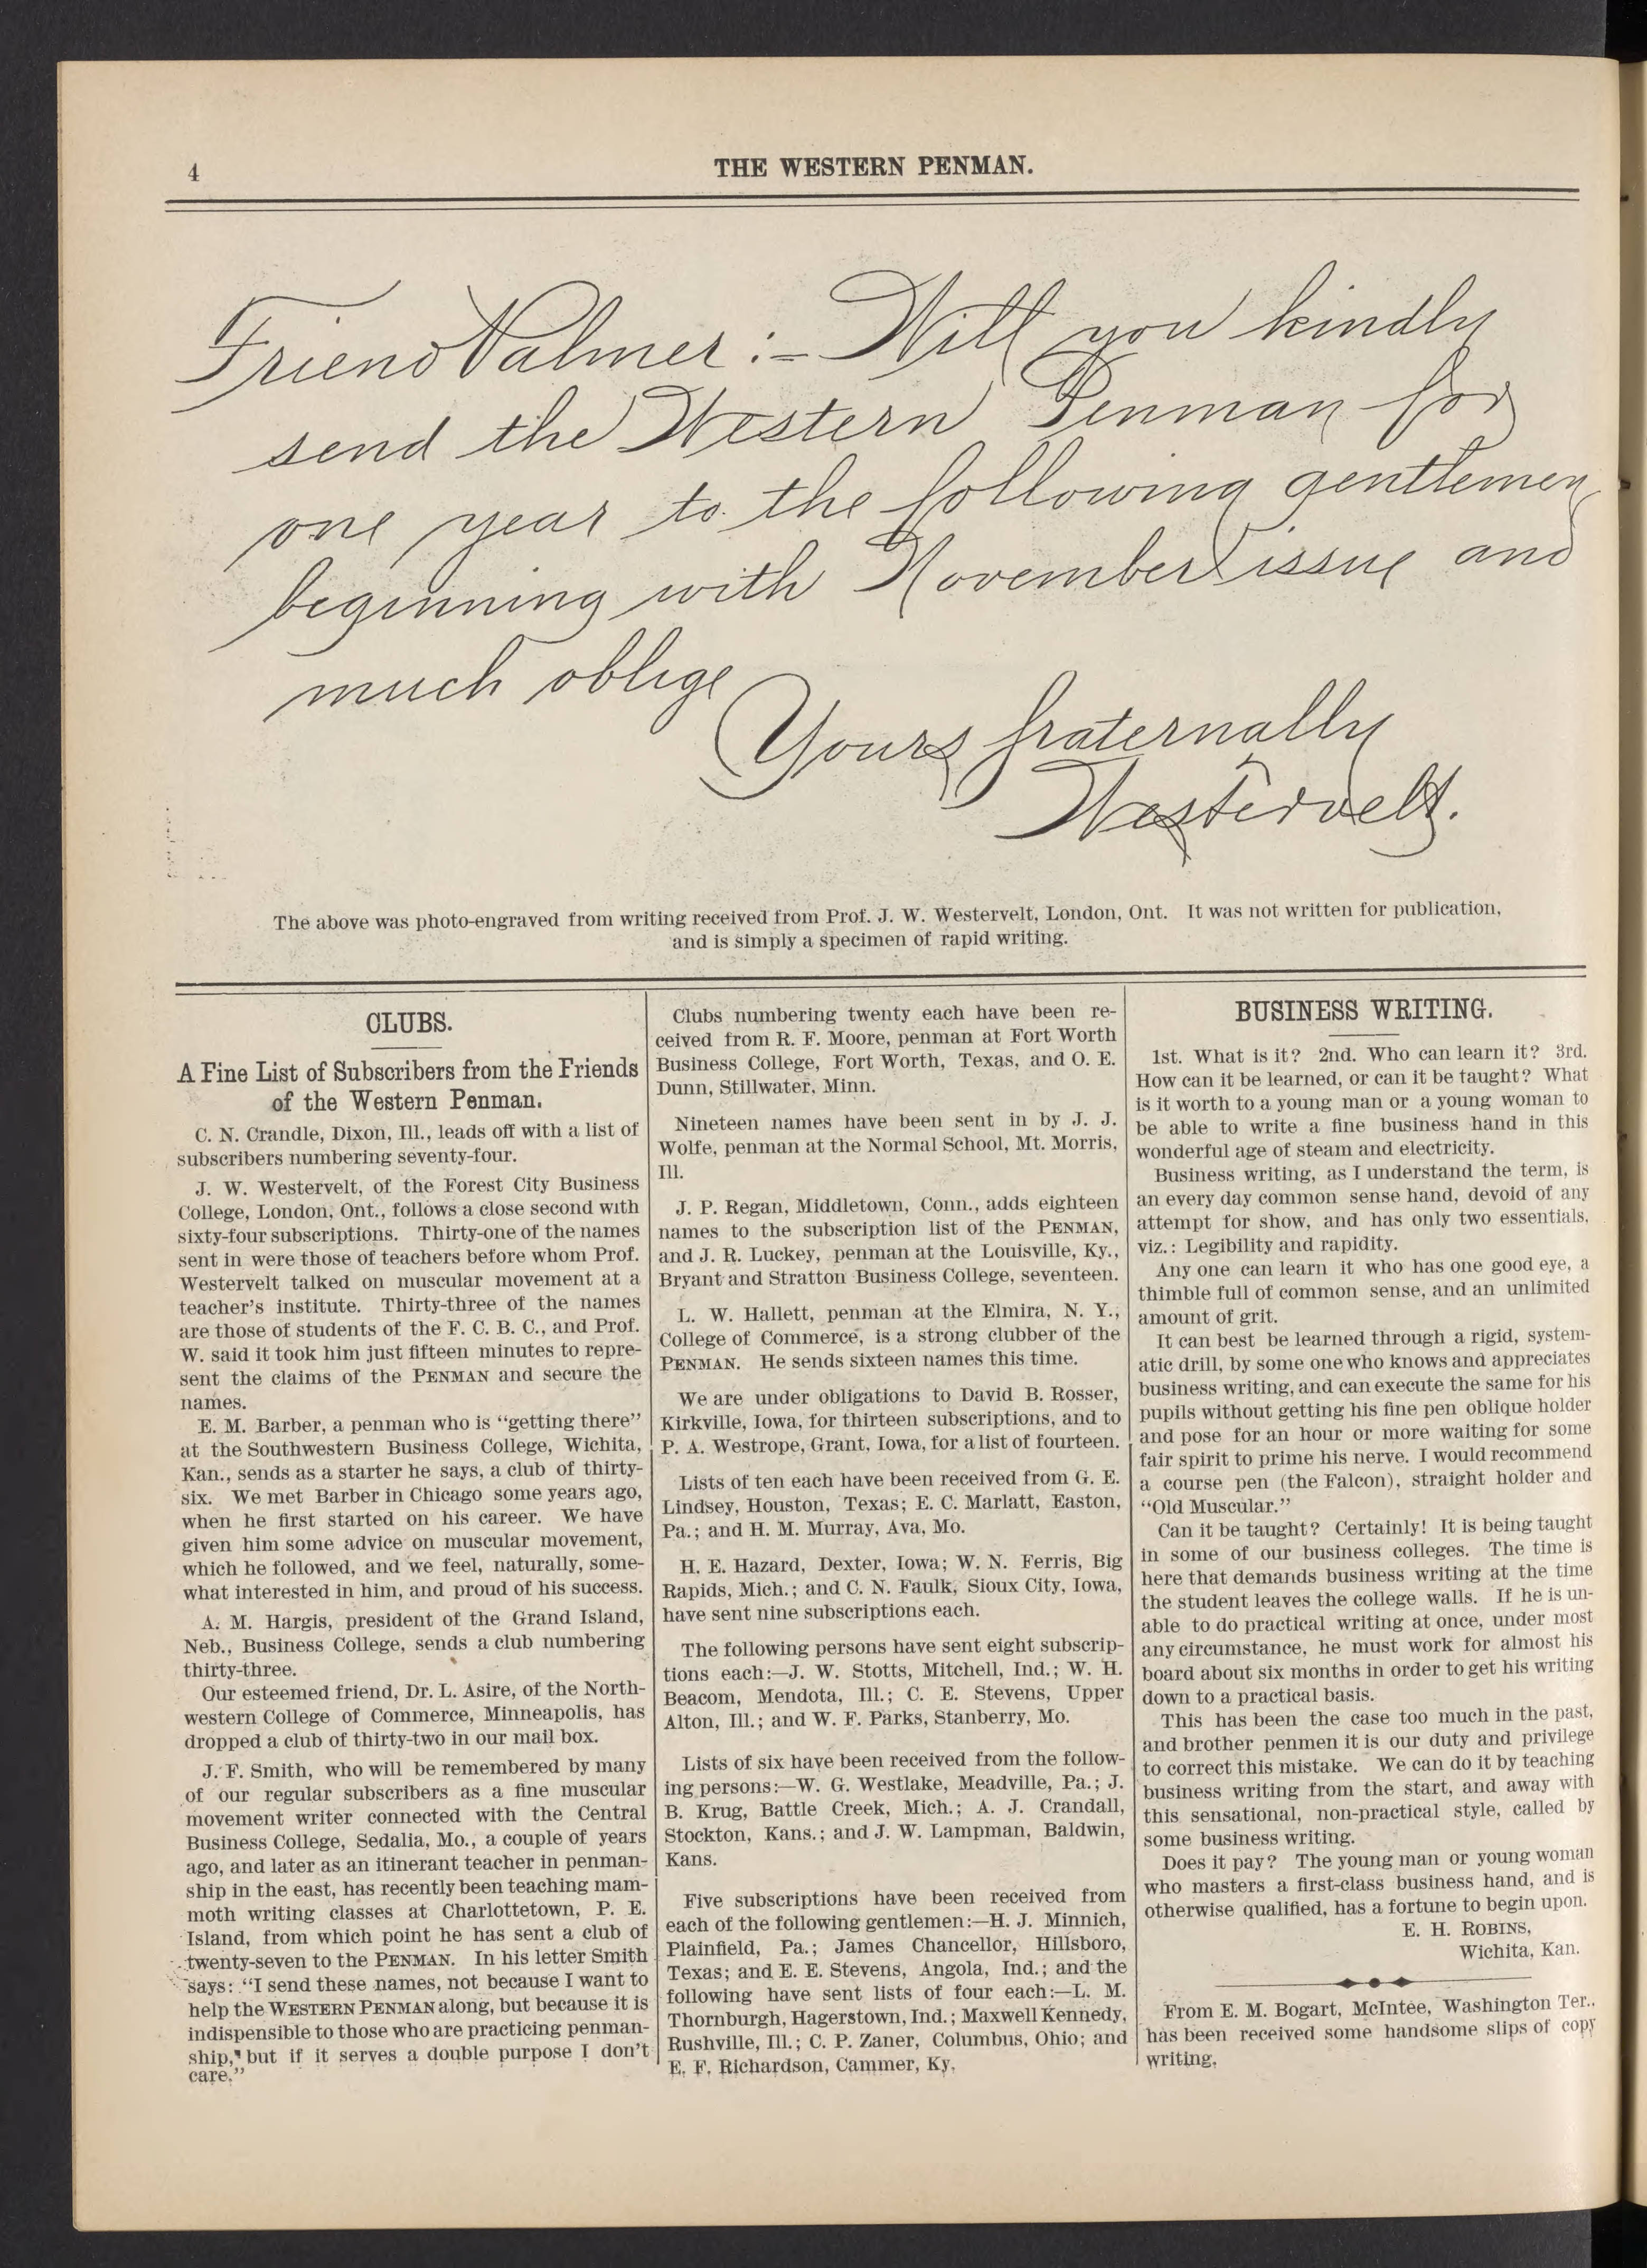 4
THE WESTERN PENMAN.
Friend Palmer :- Will you kindly
send the Western Penman for
one year to the following gentlemen
beginning with November issue and
much oblige
Yours fraternally
Westervelt.
The above was photo-engraved from writing received from Prof. J. W. Westervelt, London, Ont. It was not written for publication,
and is simply a specimen of rapid writing.
CLUBS.
A Fine List of Subscribers from the Friends
of the Western Penman.
C. N. Crandle, Dixon, Ill., leads off with a list of
subscribers numbering seventy-four.
J. W. Westervelt, of the Forest City Business
College, London, Ont., follows a close second with
sixty-four subscriptions. Thirty-one of the names
sent in were those of teachers before whom Prof.
Westervelt talked on muscular movement at a
teacher's institute. Thirty-three of the names
are those of students of the F. C. B. C., and Prof.
W. said it took him just fifteen minutes to repre-
sent the claims of the PENMAN and secure the
names.
E. M. Barber, a penman who is "getting there"
at the Southwestern Business College, Wichita,
Kan., sends as a starter he says, a club of thirty-
six. We met Barber in Chicago some years ago,
when he first started on his career. We have
given him some advice on muscular movement,
which he followed, and we feel, naturally, some-
what interested in him, and proud of his success.
A. M. Hargis, president of the Grand Island,
Neb., Business College, sends a club numbering
thirty-three.
Our esteemed friend, Dr. L. Asire, of the North-
western College of Commerce, Minneapolis, has
dropped a club of thirty-two in our mail box.
J. F. Smith, who will be remembered by many
of our regular subscribers as a fine muscular
movement writer connected with the Central
Business College, Sedalia, Mo., a couple of years
ago, and later as an itinerant teacher in penman-
ship in the east, has recently been teaching mam-
moth writing classes at Charlottetown, P. E.
Island, from which point he has sent a club of
twenty-seven to the PENMAN. In his letter Smith
says: "I send these names, not because I want to
help the WESTERN PENMAN along, but because it is
indispensible to those who are practicing penman-
ship," but if it serves a double purpose I don't
care."
Clubs numbering twenty each have been re-
ceived from R. F. Moore, penman at Fort Worth
Business College, Fort Worth, Texas, and O. E.
Dunn, Stillwater, Minn.
Nineteen names have been sent in by J. J.
Wolfe, penman at the Normal School, Mt. Morris,
Ill.
J. P. Regan, Middletown, Conn., adds eighteen
names to the subscription list of the PENMAN,
and J. R. Luckey, penman at the Louisville, Ky.,
Bryant and Stratton Business College, seventeen.
L. W. Hallett, penman at the Elmira, N. Y.,
College of Commerce, is a strong clubber of the
PENMAN. He sends sixteen names this time.
We are under obligations to David B. Rosser,
Kirkville, Iowa, for thirteen subscriptions, and to
P. A. Westrope, Grant, Iowa, for a list of fourteen.
Lists of ten each have been received from G. E.
Lindsey, Houston, Texas; E. C. Marlatt, Easton,
Pa.; and H. M. Murray, Ava, Mo.
H. E. Hazard, Dexter, Iowa; W. N. Ferris, Big
Rapids, Mich.; and C. N. Faulk, Sioux City, Iowa,
have sent nine subscriptions each.
The following persons have sent eight subscrip-
tions each:—J. W. Stotts, Mitchell, Ind.; W. H.
Beacom, Mendota, Ill.; C. E. Stevens, Upper
Alton, Ill.; and W. F. Parks, Stanberry, Mo.
Lists of six have been received from the follow-
ing persons:—W. G. Westlake, Meadville, Pa.; J.
B. Krug, Battle Creek, Mich.; A. J. Crandall,
Stockton, Kans.; and J. W. Lampman, Baldwin,
Kans.
Five subscriptions have been received from
each of the following gentlemen:—H. J. Minnich,
Plainfield, Pa.; James Chancellor, Hillsboro,
Texas; and E. E. Stevens, Angola, Ind.; and the
following have sent lists of four each:—L. M.
Thornburgh, Hagerstown, Ind.; Maxwell Kennedy,
Rushville, Ill.; C. P. Zaner, Columbus, Ohio; and
E. F. Richardson, Cammer, Ky.
BUSINESS WRITING.
1st. What is it? 2nd. Who can learn it? 3rd.
How can it be learned, or can it be taught? What
is it worth to a young man or a young woman to
be able to write a fine business hand in this
wonderful age of steam and electricity.
Business writing, as I understand the term, is
an every day common sense hand, devoid of any
attempt for show, and has only two essentials,
viz.: Legibility and rapidity.
Any one can learn it who has one good eye, a
thimble full of common sense, and an unlimited
amount of grit.
It can best be learned through a rigid, system-
atic drill, by some one who knows and appreciates
business writing, and can execute the same for his
pupils without getting his fine pen oblique holder
and pose for an hour or more waiting for some
fair spirit to prime his nerve. I would recommend
a course pen (the Falcon), straight holder and
"Old Muscular."
Can it be taught? Certainly! It is being taught
in some of our business colleges. The time is
here that demands business writing at the time
the student leaves the college walls. If he is un-
able to do practical writing at once, under most
any circumstance, he must work for almost his
board about six months in order to get his writing
down to a practical basis.
This has been the case too much in the past,
and brother penmen it is our duty and privilege
to correct this mistake. We can do it by teaching
business writing from the start, and away with
this sensational, non-practical style, called by
some business writing.
Does it pay? The young man or young woman
who masters a first-class business hand, and is
otherwise qualified, has a fortune to begin upon.
E. H. ROBINS,
Wichita, Kan.
From E. M. Bogart, McIntee, Washington Ter.,
has been received some handsome slips of copy
writing.